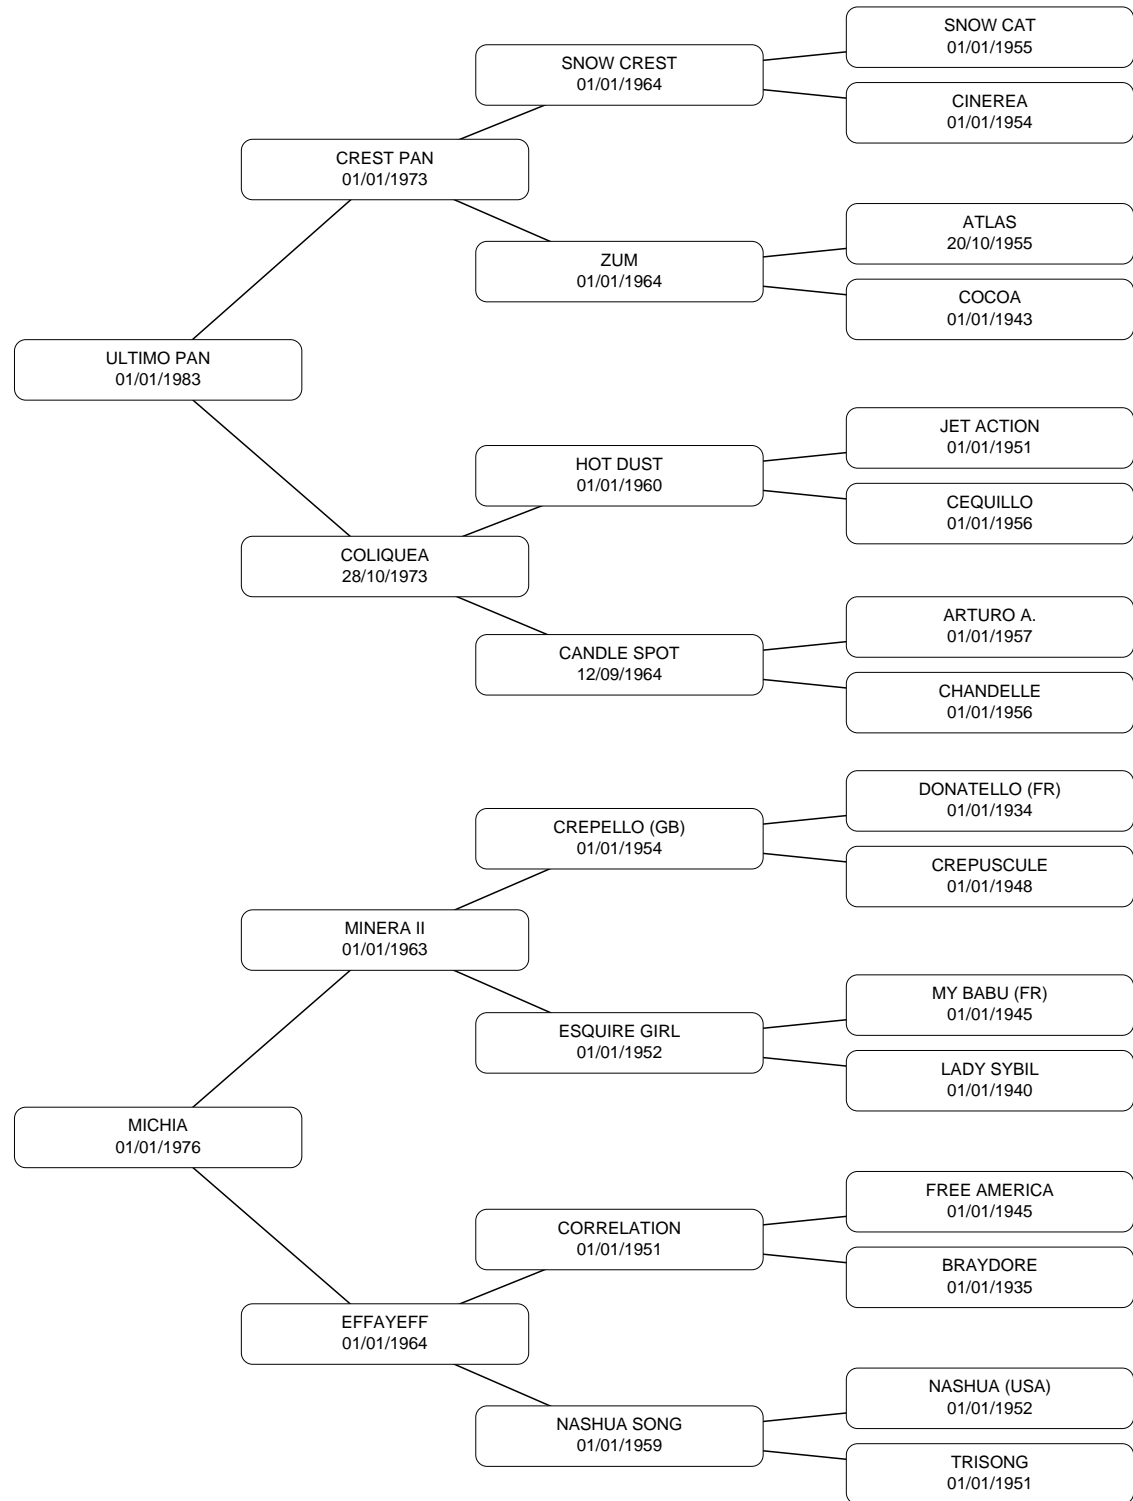 SNOW CAT
01/01/1955
SNOW CREST
01/01/1964
CINEREA
01/01/1954
CREST PAN
01/01/1973
ATLAS
20/10/1955
ZUM
01/01/1964
COCOA
01/01/1943
ULTIMO PAN
01/01/1983
JET ACTION
01/01/1951
HOT DUST
01/01/1960
CEQUILLO
01/01/1956
COLIQUEA
28/10/1973
ARTURO A.
01/01/1957
CANDLE SPOT
12/09/1964
CHANDELLE
01/01/1956
DONATELLO (FR)
01/01/1934
CREPELLO (GB)
01/01/1954
CREPUSCULE
01/01/1948
MINERA II
01/01/1963
MY BABU (FR)
01/01/1945
ESQUIRE GIRL
01/01/1952
LADY SYBIL
01/01/1940
MICHIA
01/01/1976
FREE AMERICA
01/01/1945
CORRELATION
01/01/1951
BRAYDORE
01/01/1935
EFFAYEFF
01/01/1964
NASHUA (USA)
01/01/1952
NASHUA SONG
01/01/1959
TRISONG
01/01/1951